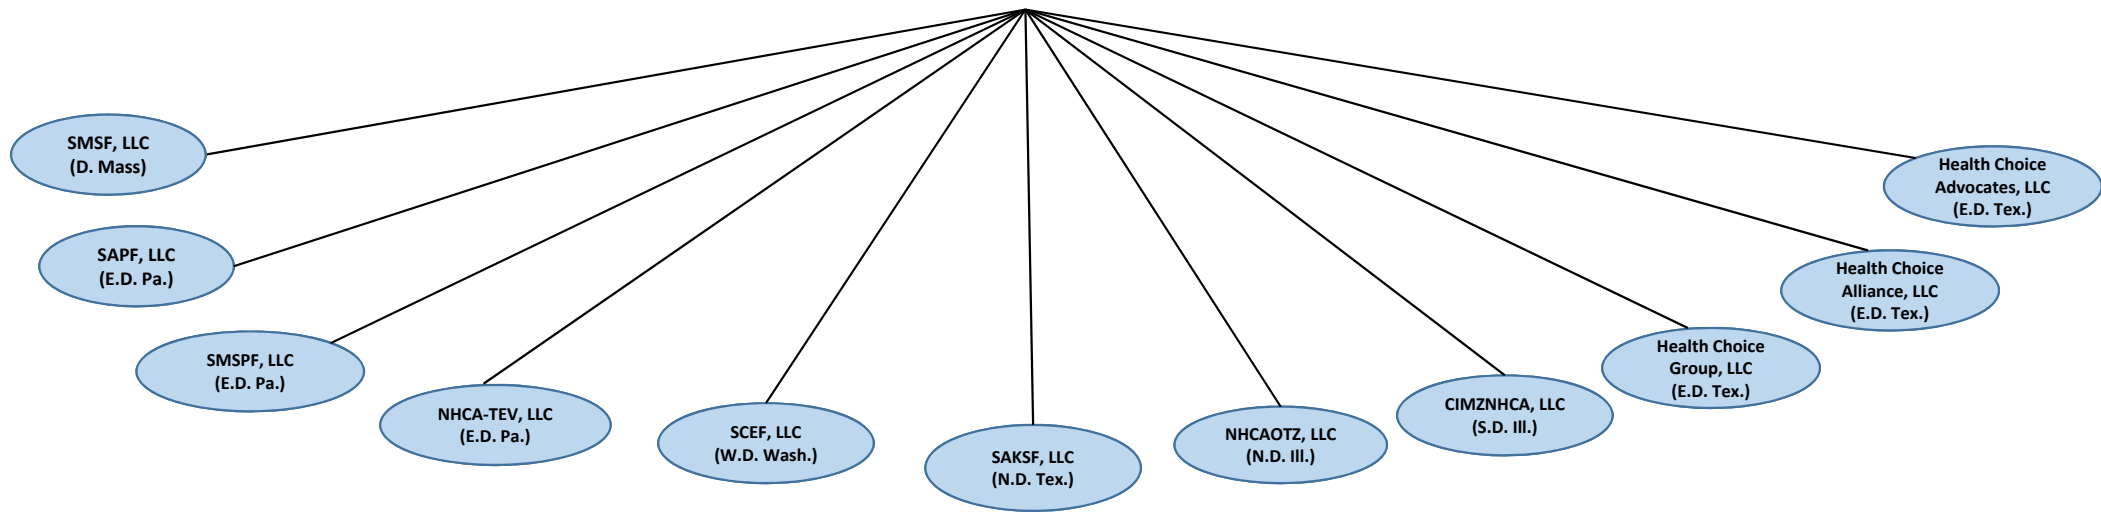 SMSF, LLC
(D. Mass)
SAPF, LLC
(E.D. Pa.)
SMSPF, LLC
(E.D. Pa.)
NHCA-TEV, LLC
(E.D. Pa.)
SCEF, LLC
(W.D. Wash.)
SAKSF, LLC
(N.D. Tex.)
NHCAOTZ, LLC
(N.D. Ill.)
CIMZNHCA, LLC
(S.D. Ill.)
Health Choice
Group, LLC
(E.D. Tex.)
Health Choice
Alliance, LLC
(E.D. Tex.)
Health Choice
Advocates, LLC
(E.D. Tex.)